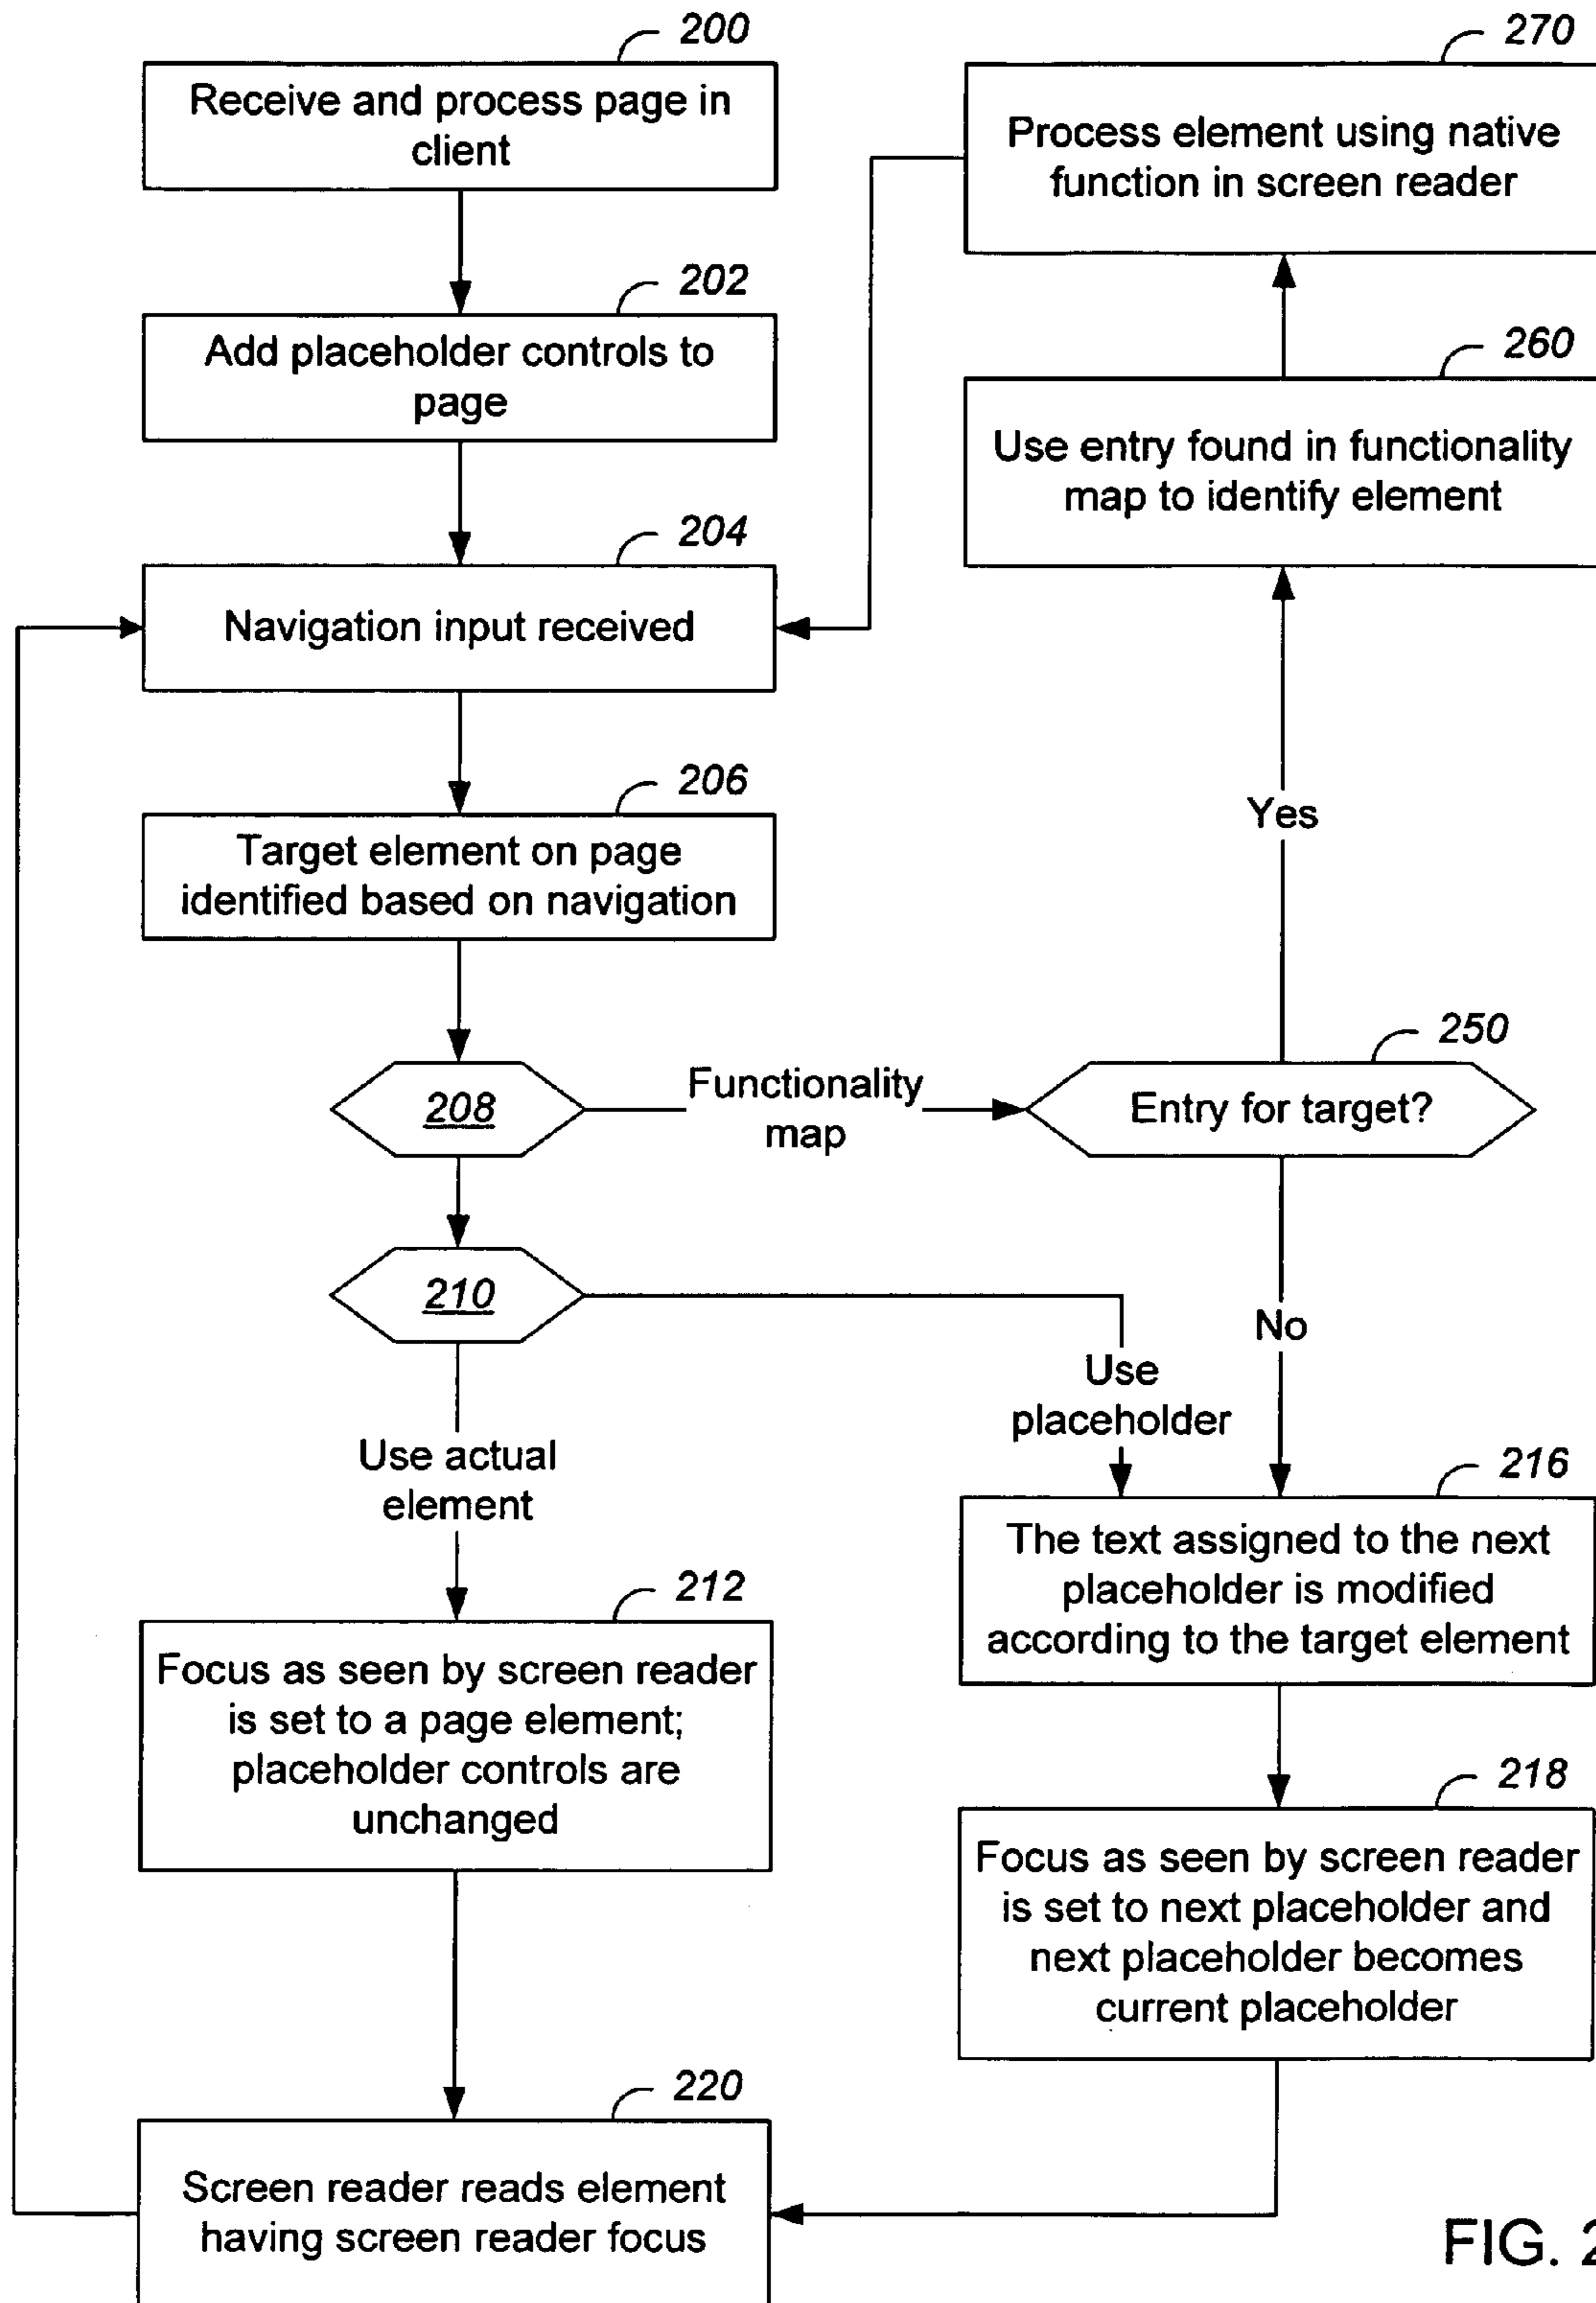 200
Receive and process page in
client
202
Add placeholder controls to
page
204
Navigation input received
206
Target element on page
identified based on navigation
208
Functionality
map
210
Use actual
element
212
Focus as seen by screen reader
is set to a page element;
placeholder controls are
unchanged
220
Screen reader reads element
having screen reader focus
270
Process element using native
function in screen reader
260
Use entry found in functionality
map to identify element
Yes
250
Entry for target?
No
Use
placeholder
216
The text assigned to the next
placeholder is modified
according to the target element
218
Focus as seen by screen reader
is set to next placeholder and
next placeholder becomes
current placeholder
FIG. 2